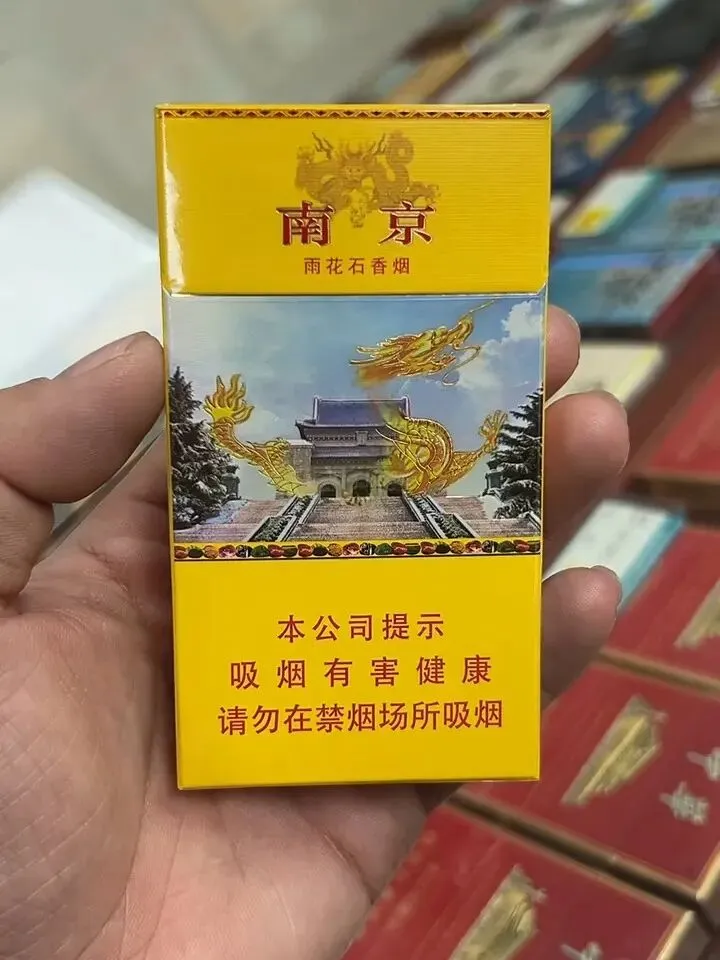 南京
雨花石香烟
本公司提示
吸烟有害健康
请勿在禁烟场所吸烟